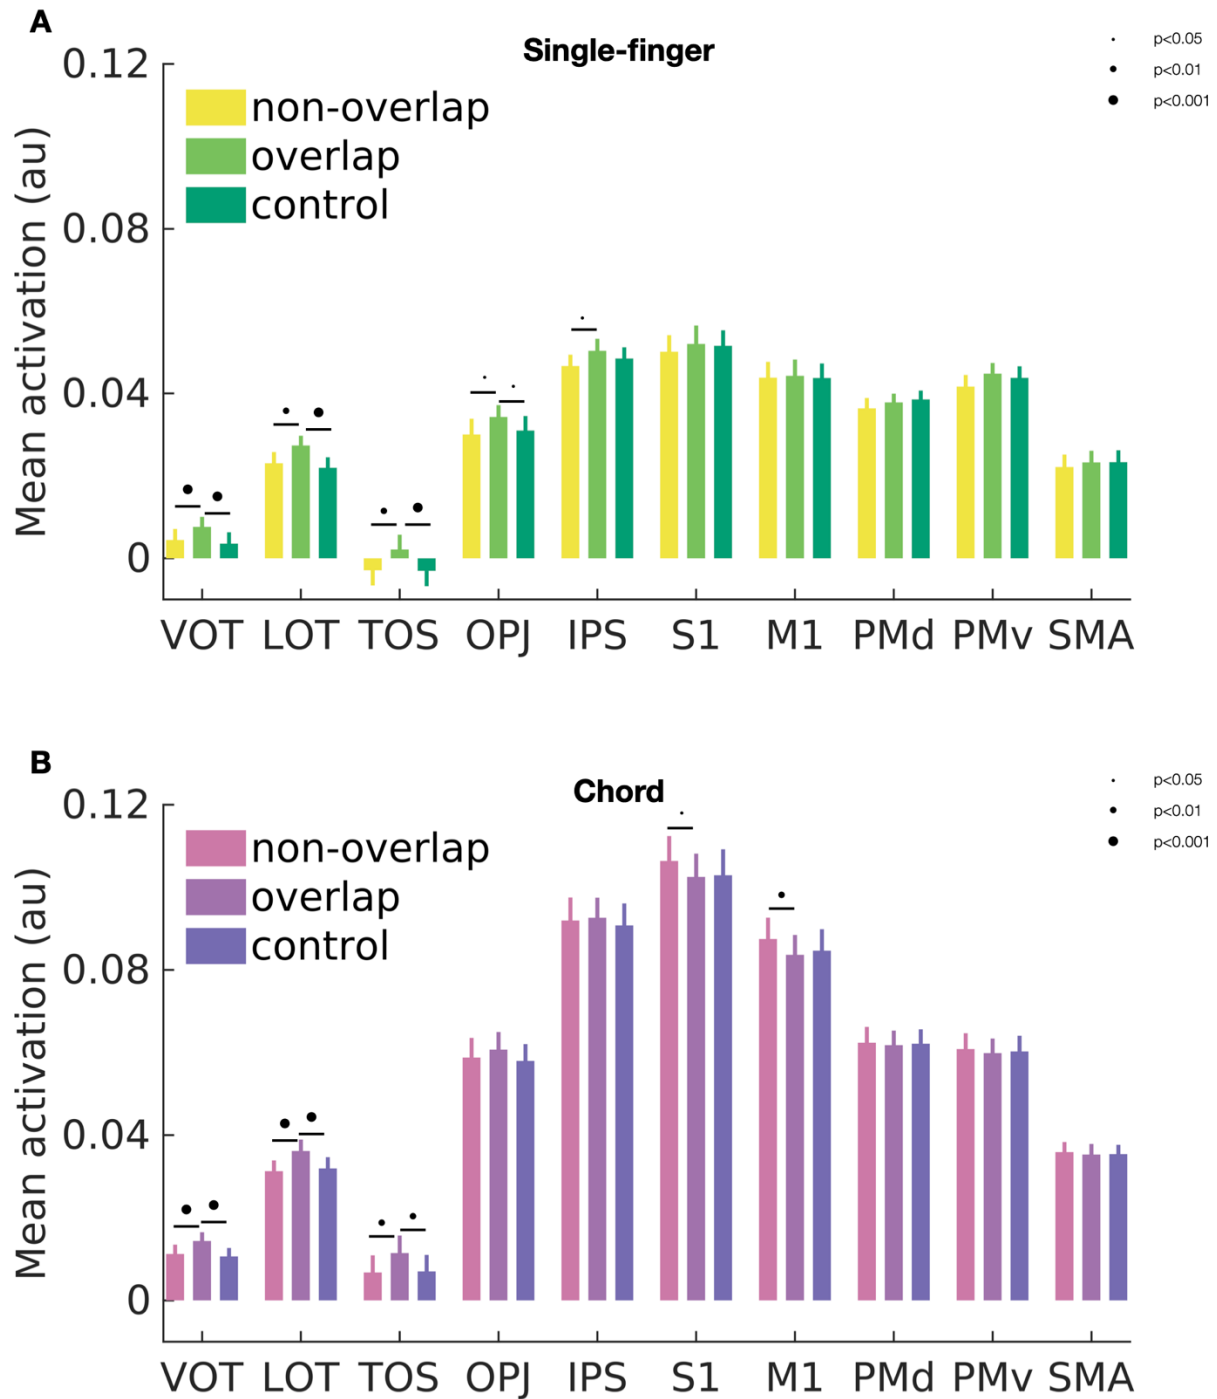 A
Single-finger
p<0.05
p<0.01
p<0.001
0.12
0.08
0.04
0
Mean activation (au)
non-overlap
overlap
control
VOT LOT TOS OPJ IPS S1 M1 PMd PMv SMA
B
Chord
p<0.05
p<0.01
p<0.001
0.12
0.08
0.04
0
Mean activation (au)
non-overlap
overlap
control
VOT LOT TOS OPJ IPS S1 M1 PMd PMv SMA